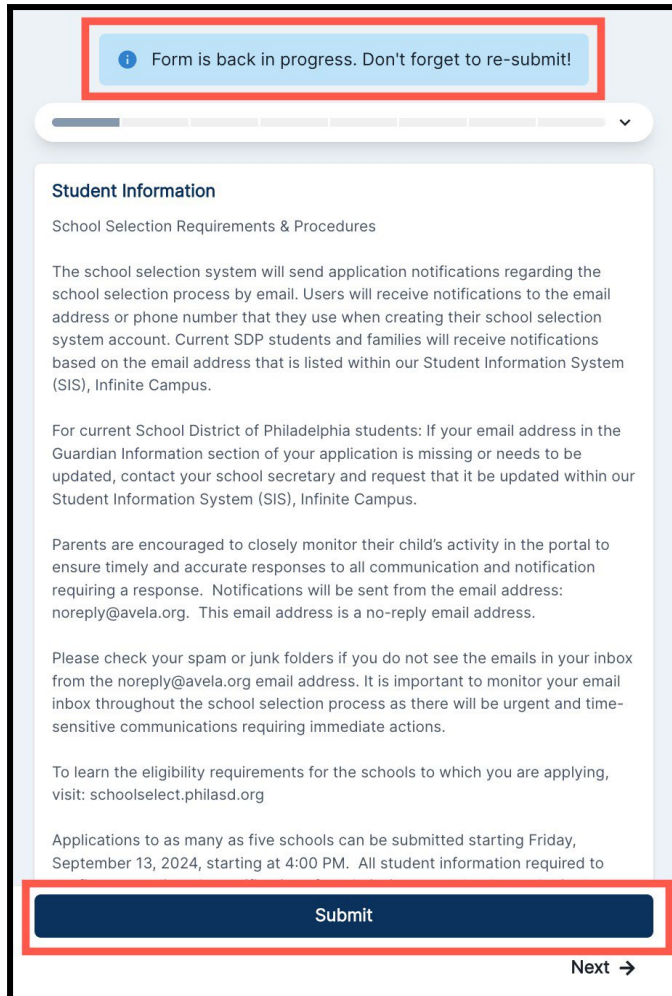 Form is back in progress. Don't forget to re-submit!
Student Information
School Selection Requirements & Procedures
The school selection system will send application notifications regarding the
school selection process by email. Users will receive notifications to the email
address or phone number that they use when creating their school selection
system account. Current SDP students and families will receive notifications
based on the email address that is listed within our Student Information System
(SIS), Infinite Campus.
For current School District of Philadelphia students: If your email address in the
Guardian Information section of your application is missing or needs to be
updated, contact your school secretary and request that it be updated within our
Student Information System (SIS), Infinite Campus.
Parents are encouraged to closely monitor their child’s activity in the portal to
ensure timely and accurate responses to all communication and notification
requiring a response.  Notifications will be sent from the email address:
noreply@avela.org.  This email address is a no-reply email address.
Please check your spam or junk folders if you do not see the emails in your inbox
from the noreply@avela.org email address. It is important to monitor your email
inbox throughout the school selection process as there will be urgent and time-
sensitive communications requiring immediate actions.
To learn the eligibility requirements for the schools to which you are applying,
visit: schoolselect.philasd.org
Applications to as many as five schools can be submitted starting Friday,
September 13, 2024, starting at 4:00 PM.  All student information required to
Submit
Next →